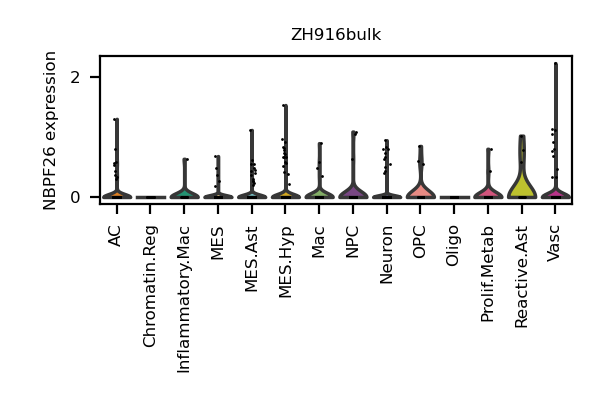 ZH916bulk
NBPF26 expression
2
0
AC
Chromatin.Reg
Inflammatory.Mac
MES
MES.Ast
MES.Hyp
Mac
NPC
Neuron
OPC
Oligo
Prolif.Metab
Reactive.Ast
Vasc